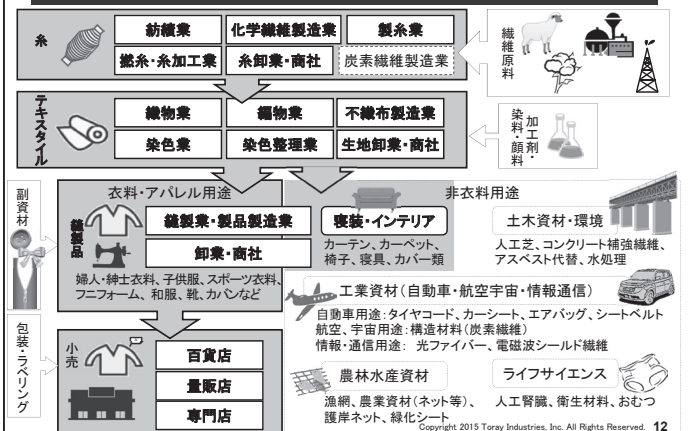 糸
紡績業
化学繊維製造業
製糸業
撚糸・糸加工業
糸卸業・商社
炭素繊維製造業
繊維原料
テキスタイル
織物業
編物業
不織布製造業
染色業
染色整理業
生地卸業・商社
加工剤・
染料・顔料
副資材
衣料・アパレル用途
縫製品
縫製業・製品製造業
卸業・商社
婦人・紳士衣料、子供服、スポーツ衣料、
フニフォーム、和服、靴、カバンなど
非衣料用途
寝装・インテリア
カーテン、カーペット、
椅子、寝具、カバー類
土木資材・環境
人工芝、コンクリート補強繊維、
アスベスト代替、水処理
工業資材(自動車・航空宇宙・情報通信)
自動車用途:タイヤコード、カーシート、エアバッグ、シートベルト
航空、宇宙用途:構造材料(炭素繊維)
情報・通信用途: 光ファイバー、電磁波シールド繊維
包装・ラベリング
小売
百貨店
量販店
専門店
農林水産資材
漁網、農業資材(ネット等)、
護岸ネット、緑化シート
ライフサイエンス
人工腎臓、衛生材料、おむつ
Copyright 2015 Toray Industries, Inc. All Rights Reserved. 12